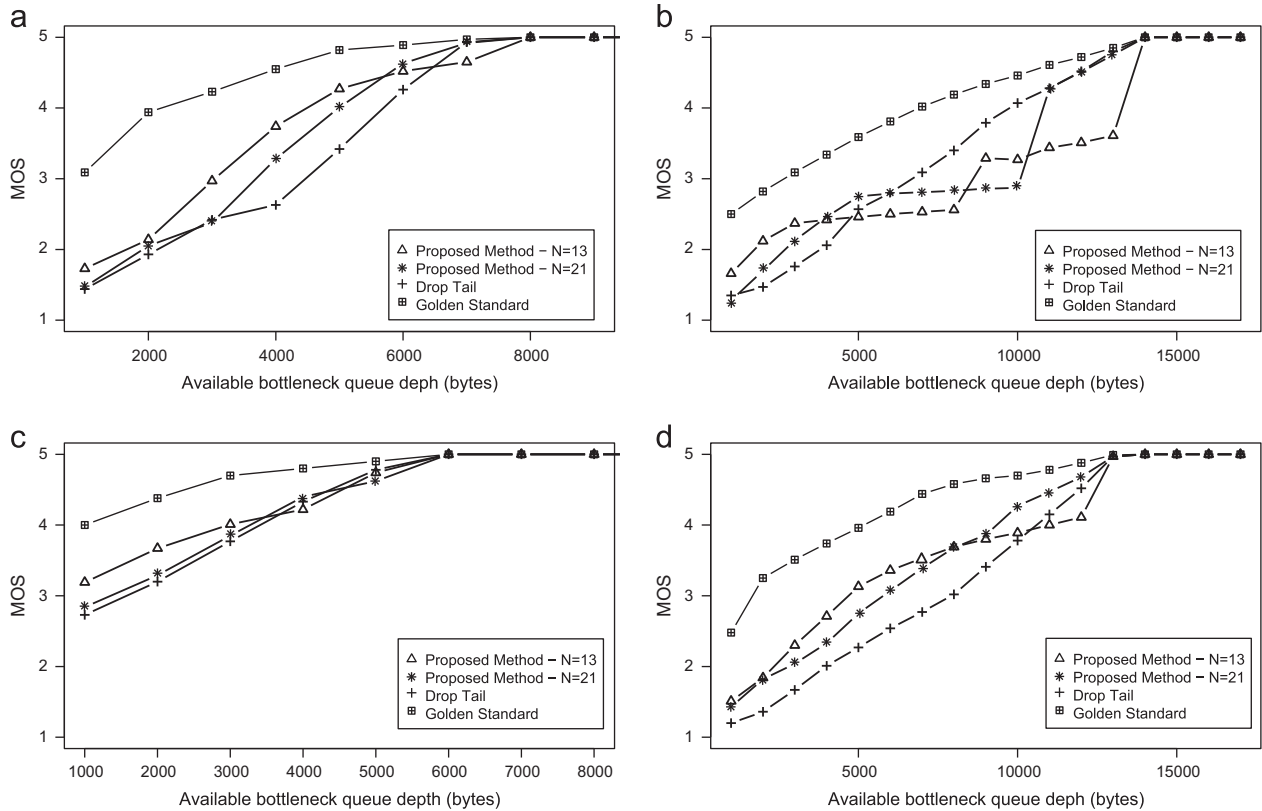 a
5
4
3
2
1
MOS
2000 4000 6000 8000
Available bottleneck queue deph (bytes)
Proposed Method – N=13
Proposed Method – N=21
Drop Tail
Golden Standard
b
5
4
3
2
1
MOS
5000 10000 15000
Available bottleneck queue deph (bytes)
Proposed Method – N=13
Proposed Method – N=21
Drop Tail
Golden Standard
c
5
4
3
2
1
MOS
1000 2000 3000 4000 5000 6000 7000 8000
Available bottleneck queue depth (bytes)
Proposed Method – N=13
Proposed Method – N=21
Drop Tail
Golden Standard
d
5
4
3
2
1
MOS
5000 10000 15000
Available bottleneck queue depth (bytes)
Proposed Method – N=13
Proposed Method – N=21
Drop Tail
Golden Standard